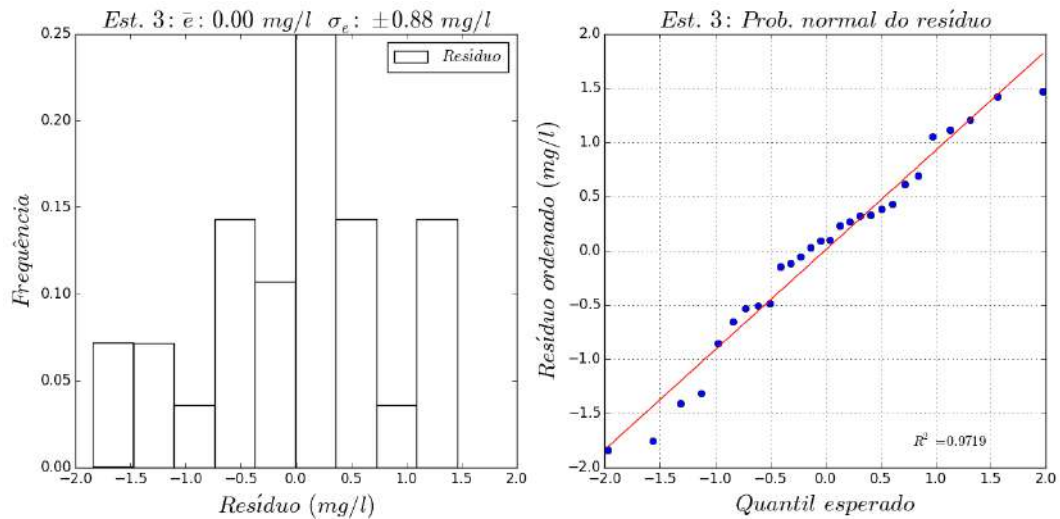 Est. 3: ē: 0.00 mg/l σₑ: ±0.88 mg/l
0.25
0.20
0.15
0.10
0.05
0.00
Frequência
Resíduo
−2.0 −1.5 −1.0 −0.5 0.0 0.5 1.0 1.5 2.0
Resíduo (mg/l)
Est. 3: Prob. normal do resíduo
2.0
1.5
1.0
0.5
0.0
−0.5
−1.0
−1.5
−2.0
Resíduo ordenado (mg/l)
R² =0.9719
−2.0 −1.5 −1.0 −0.5 0.0 0.5 1.0 1.5 2.0
Quantil esperado